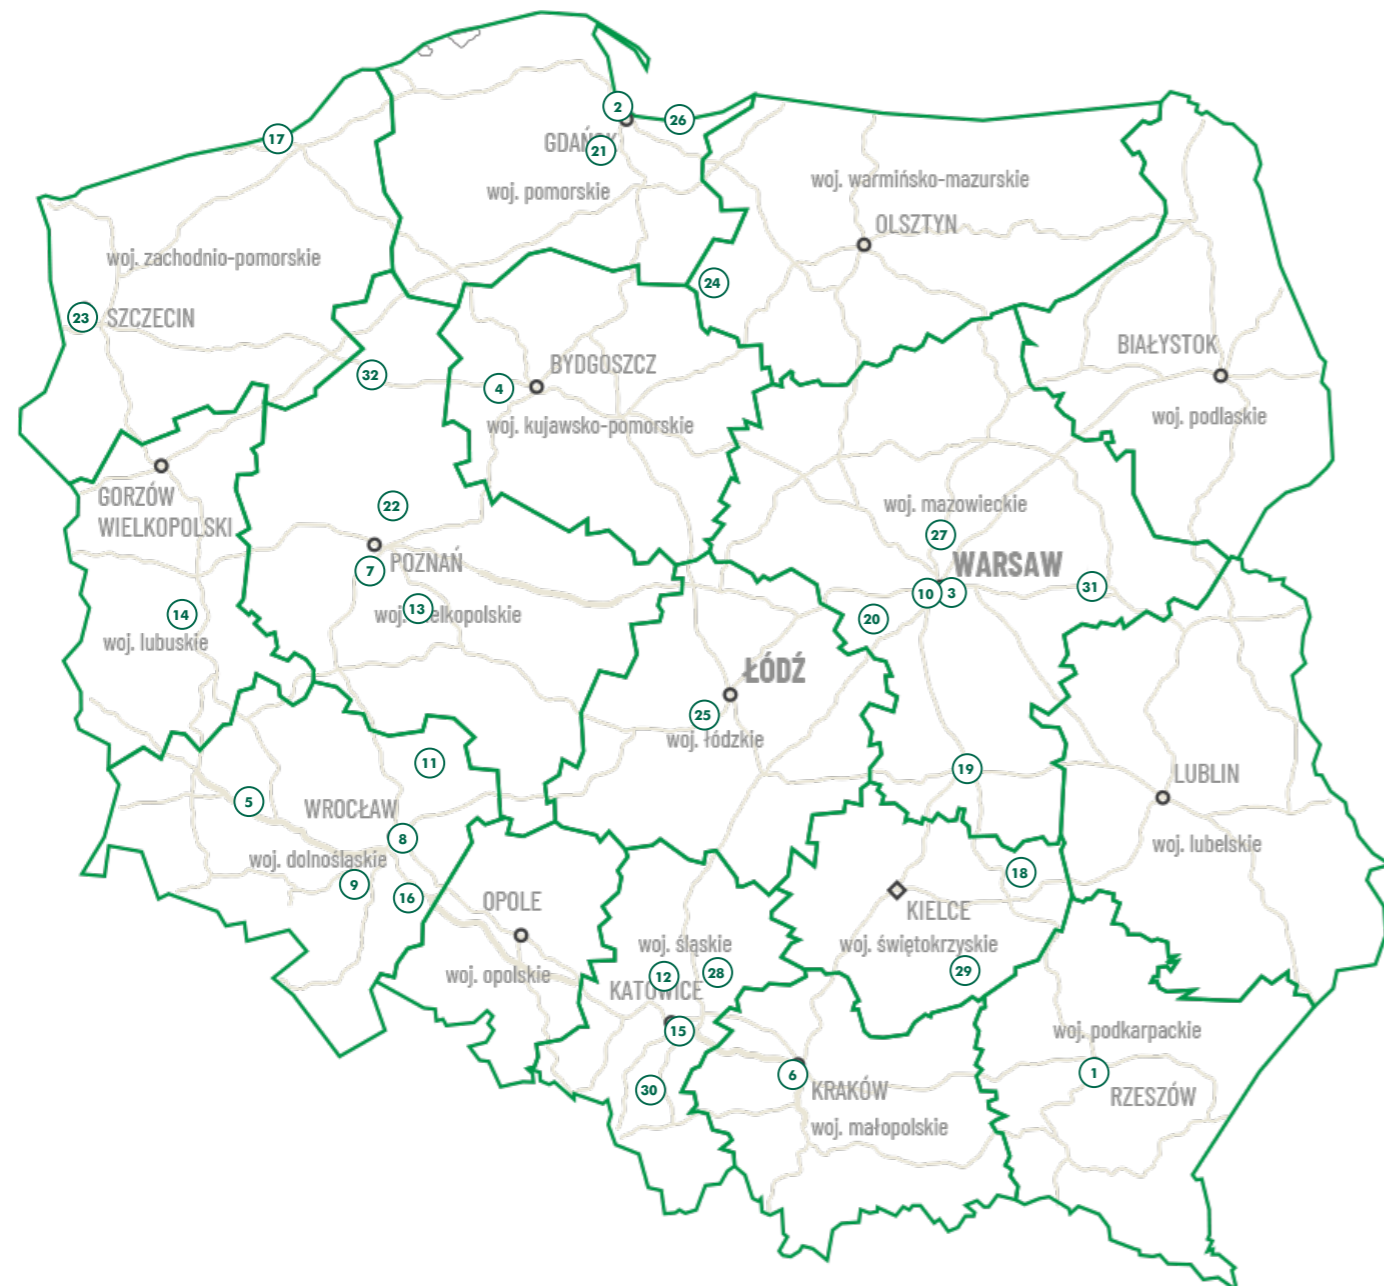 2
26
17
GDAŃSK
21
woj. pomorskie
woj. warmińsko-mazurskie
OLSZTYN
woj. zachodnio-pomorskie
24
23
SZCZECIN
BIAŁYSTOK
32
BYDGOSZCZ
4
woj. podlaskie
woj. kujawsko-pomorskie
GORZÓW
WIELKOPOLSKI
22
woj. mazowieckie
27
POZNAŃ
7
WARSAW
10
3
31
14
13
woj. wielkopolskie
20
woj. lubuskie
ŁÓDŹ
25
woj. łódzkie
11
19
LUBLIN
5
WROCŁAW
8
woj. lubelskie
woj. dolnośląskie
9
16
18
OPOLE
KIELCE
woj. śląskie
woj. świętokrzyskie
woj. opolskie
12
28
29
KATOWICE
15
woj. podkarpackie
6
1
30
KRAKÓW
RZESZÓW
woj. małopolskie